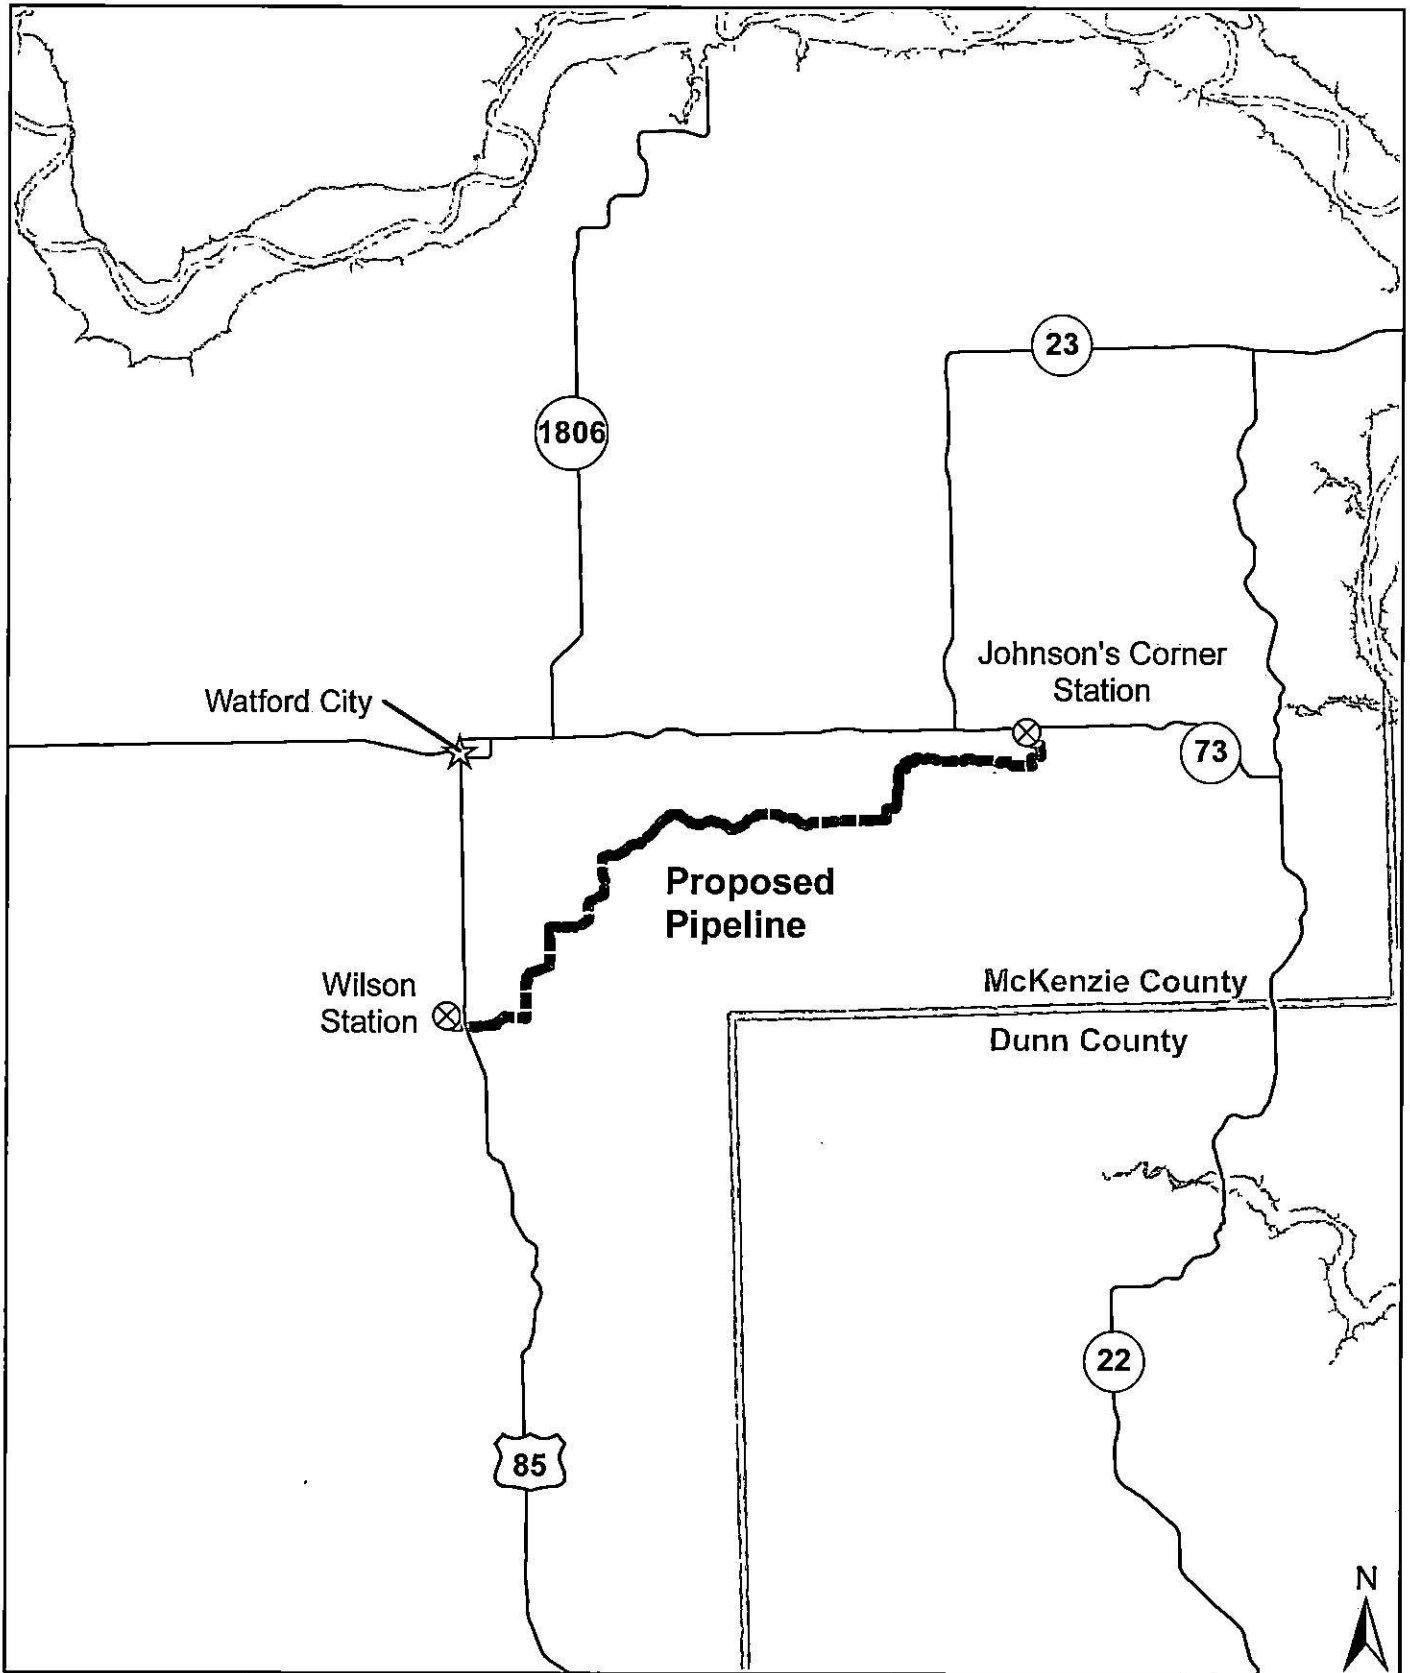 23
1806
Johnson's Corner
Station
Watford City
73
Proposed
Pipeline
Wilson
Station
McKenzie County
Dunn County
22
85
N